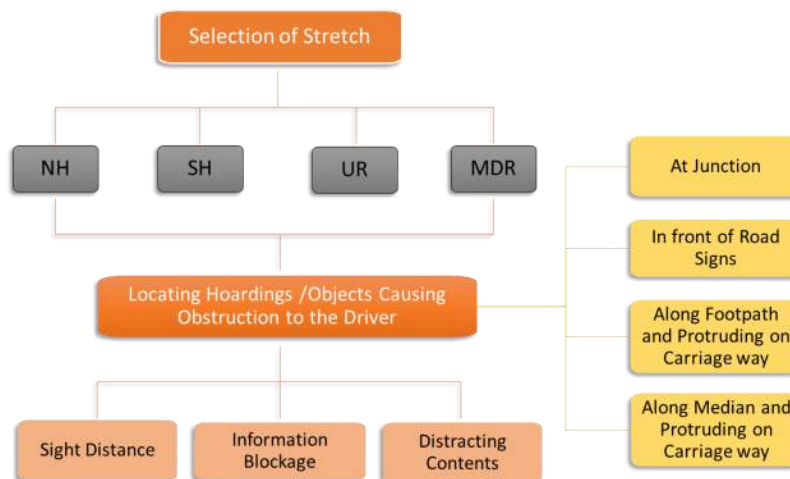 Selection of Stretch
NH
SH
UR
MDR
Locating Hoardings /Objects Causing
Obstruction to the Driver
Sight Distance
Information
Blockage
Distracting
Contents
At Junction
In front of Road
Signs
Along Footpath
and Protruding on
Carriage way
Along Median and
Protruding on
Carriage way